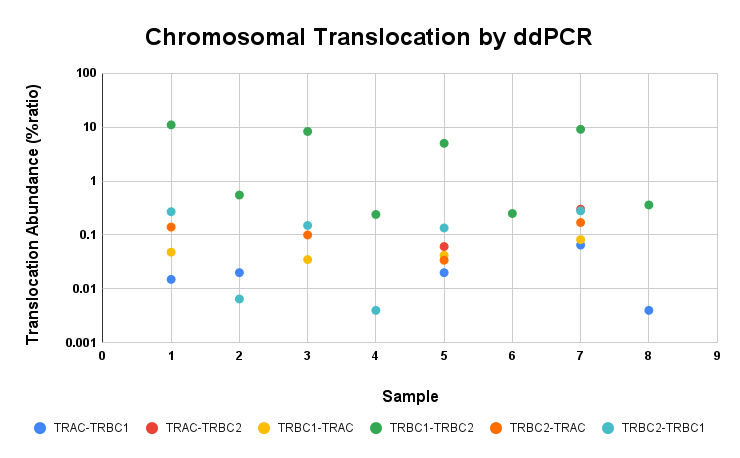 Chromosomal Translocation by ddPCR
Translocation Abundance (%ratio)
100
10
1
0.1
0.01
0.001
0 1 2 3 4 5 6 7 8 9
Sample
TRAC-TRBC1 TRAC-TRBC2 TRBC1-TRAC TRBC1-TRBC2 TRBC2-TRAC TRBC2-TRBC1